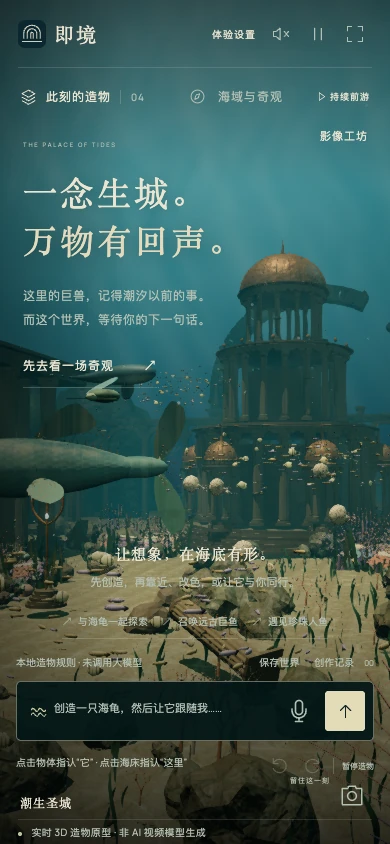 即境
体验设置
此刻的造物 04 海域与奇观 持续前游
影像工坊
THE PALACE OF TIDES
一念生城。
万物有回声。
这里的巨兽，记得潮汐以前的事。
而这个世界，等待你的下一句话。
先去看一场奇观
让想象，在海底有形。
先创造，再靠近、改色，或让它与你同行。
与海龟一起探索 召唤远古巨鱼 遇见珍珠人鱼
本地造物规则 · 未调用大模型 保存世界 创作记录 00
创造一只海龟，然后让它跟随我……
点击物体指认“它” · 点击海床指认“这里” 暂停造物
留住这一刻
潮生圣城
实时 3D 造物原型 · 非 AI 视频模型生成